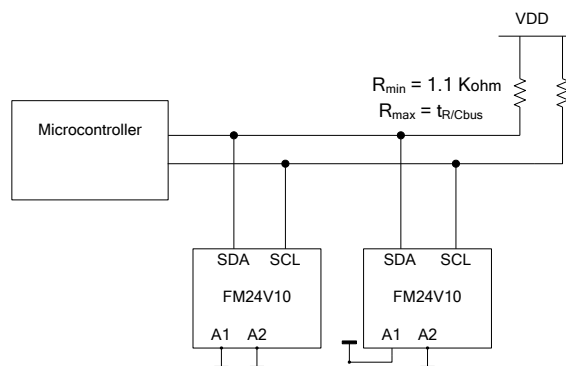 VDD
Rmin = 1.1 Kohm
Rmax = tR/Cbus
Microcontroller
SDA SCL
SDA SCL
FM24V10
FM24V10
A1 A2
A1 A2